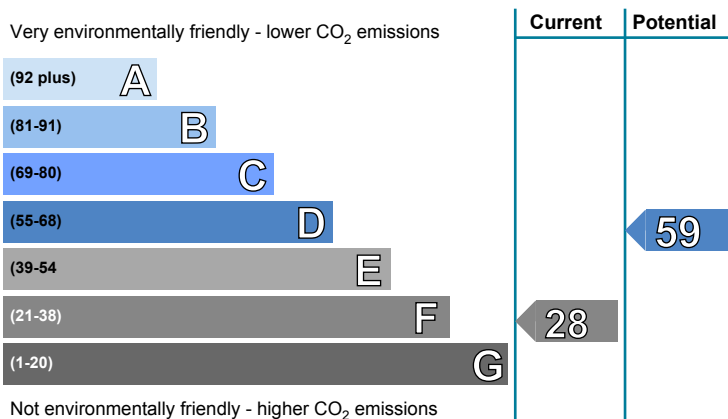 Current Potential
Very environmentally friendly - lower CO2 emissions
(92 plus) A
(81-91) B
(69-80) C
(55-68) D
59
(39-54 E
(21-38) F
28
(1-20) G
Not environmentally friendly - higher CO2 emissions